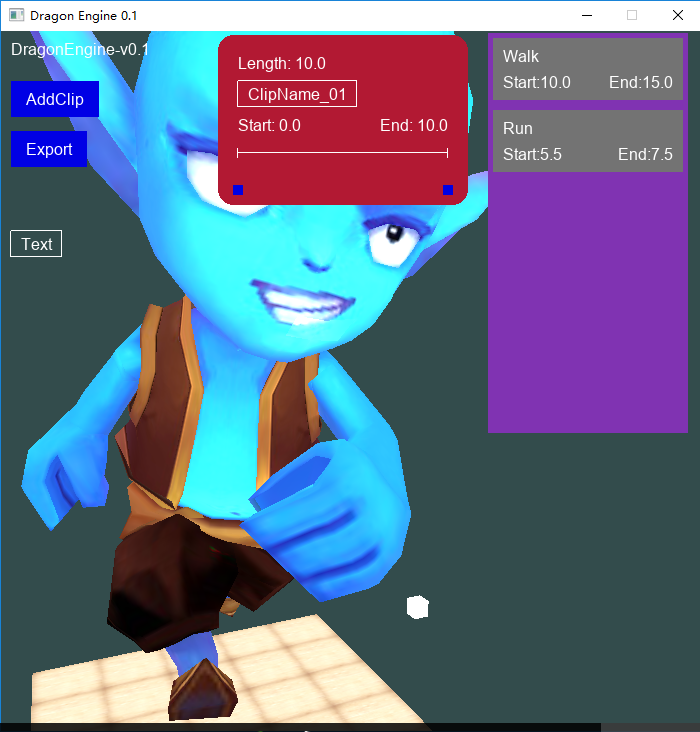 Dragon Engine 0.1
DragonEngine-v0.1
AddClip
Export
Text
Length: 10.0
ClipName_01
Start: 0.0 End: 10.0
Walk
Start:10.0 End:15.0
Run
Start:5.5 End:7.5